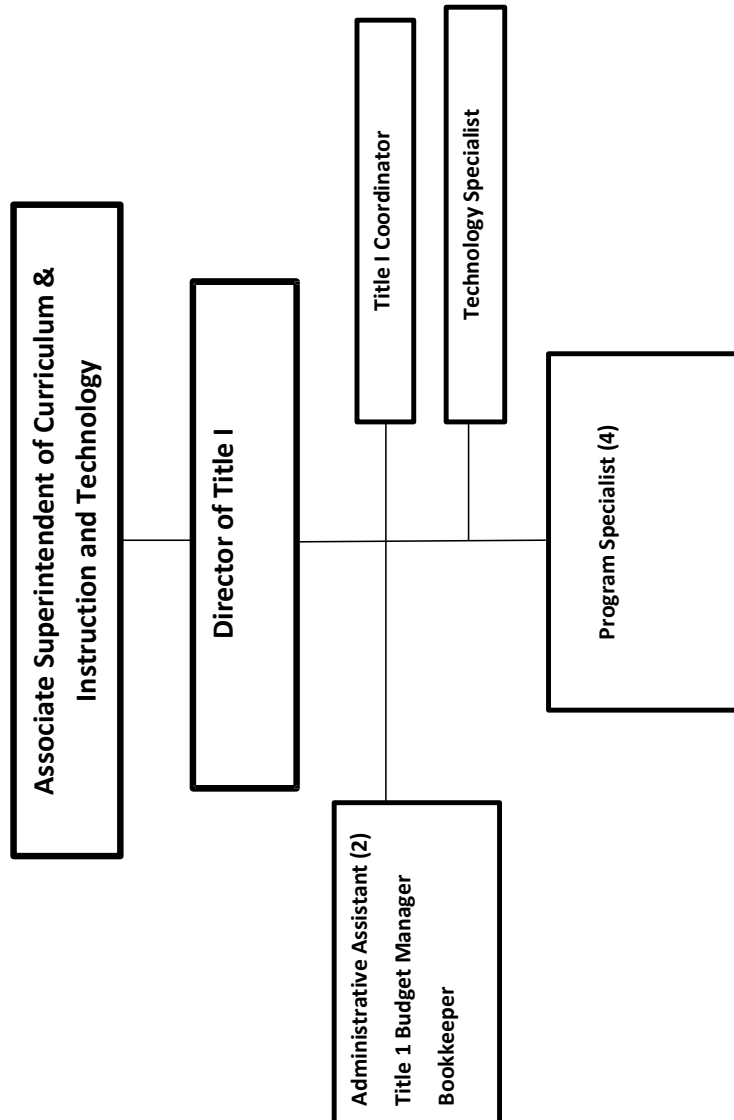 Associate Superintendent of Curriculum &
Instruction and Technology
Director of Title I
Administrative Assistant (2)
Title 1 Budget Manager
Bookkeeper
Title I Coordinator
Technology Specialist
Program Specialist (4)